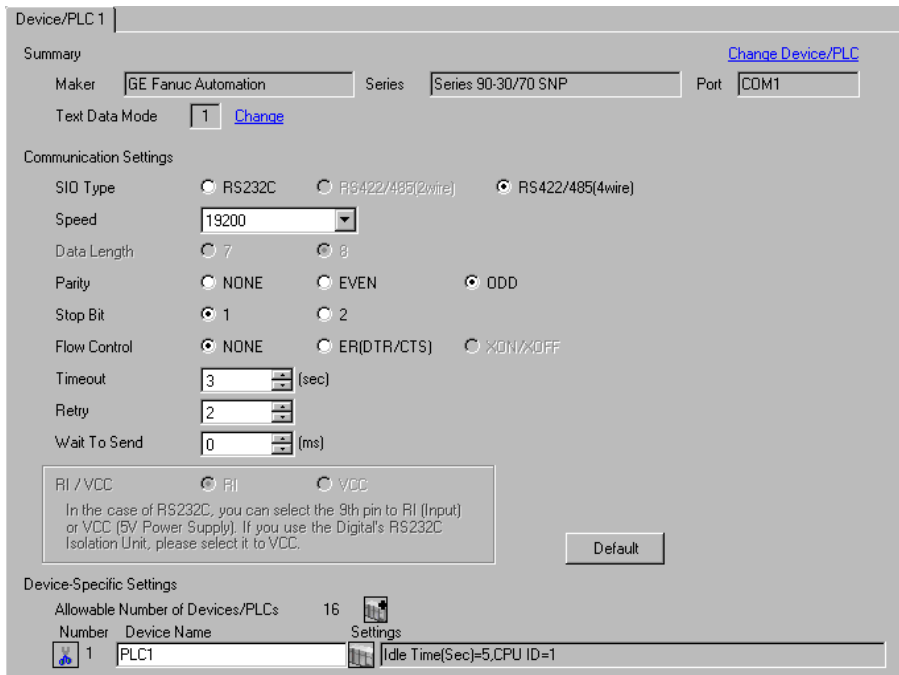 Device/PLC 1
Summary
Change Device/PLC
Maker GE Fanuc Automation Series Series 90-30/70 SNP Port COM1
Text Data Mode 1 Change
Communication Settings
SIO Type RS232C RS422/485(2wire) RS422/485(4wire)
Speed 19200
Data Length 7 8
Parity NONE EVEN ODD
Stop Bit 1 2
Flow Control NONE ER(DTR/CTS) XON/XOFF
Timeout 3 (sec)
Retry 2
Wait To Send 0 (ms)
RI / VCC RI VCC
In the case of RS232C, you can select the 9th pin to RI (Input)
or VCC (5V Power Supply). If you use the Digital's RS232C
Isolation Unit, please select it to VCC.
Default
Device-Specific Settings
Allowable Number of Devices/PLCs 16
Number Device Name Settings
1 PLC1 Idle Time(Sec)=5,CPU ID=1